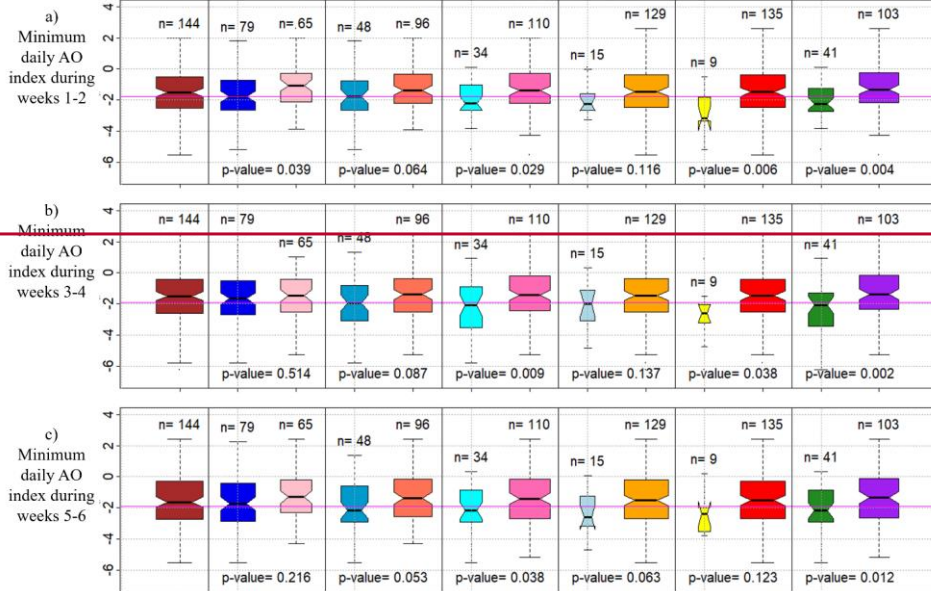 a)
Minimum
daily AO
index during
weeks 1-2
4
2
0
-2
-4
-6
n= 144
n= 79
n= 65
n= 48
n= 96
n= 34
n= 110
n= 15
n= 129
n= 9
n= 135
n= 41
n= 103
p-value= 0.039
p-value= 0.064
p-value= 0.029
p-value= 0.116
p-value= 0.006
p-value= 0.004
b)
Minimum
daily AO
index during
weeks 3-4
4
2
0
-2
-4
-6
n= 144
n= 79
n= 65
n= 48
n= 96
n= 34
n= 110
n= 15
n= 129
n= 9
n= 135
n= 41
n= 103
p-value= 0.514
p-value= 0.087
p-value= 0.009
p-value= 0.137
p-value= 0.038
p-value= 0.002
c)
Minimum
daily AO
index during
weeks 5-6
4
2
0
-2
-4
-6
n= 144
n= 79
n= 65
n= 48
n= 96
n= 34
n= 110
n= 15
n= 129
n= 9
n= 135
n= 41
n= 103
p-value= 0.216
p-value= 0.053
p-value= 0.038
p-value= 0.063
p-value= 0.123
p-value= 0.012